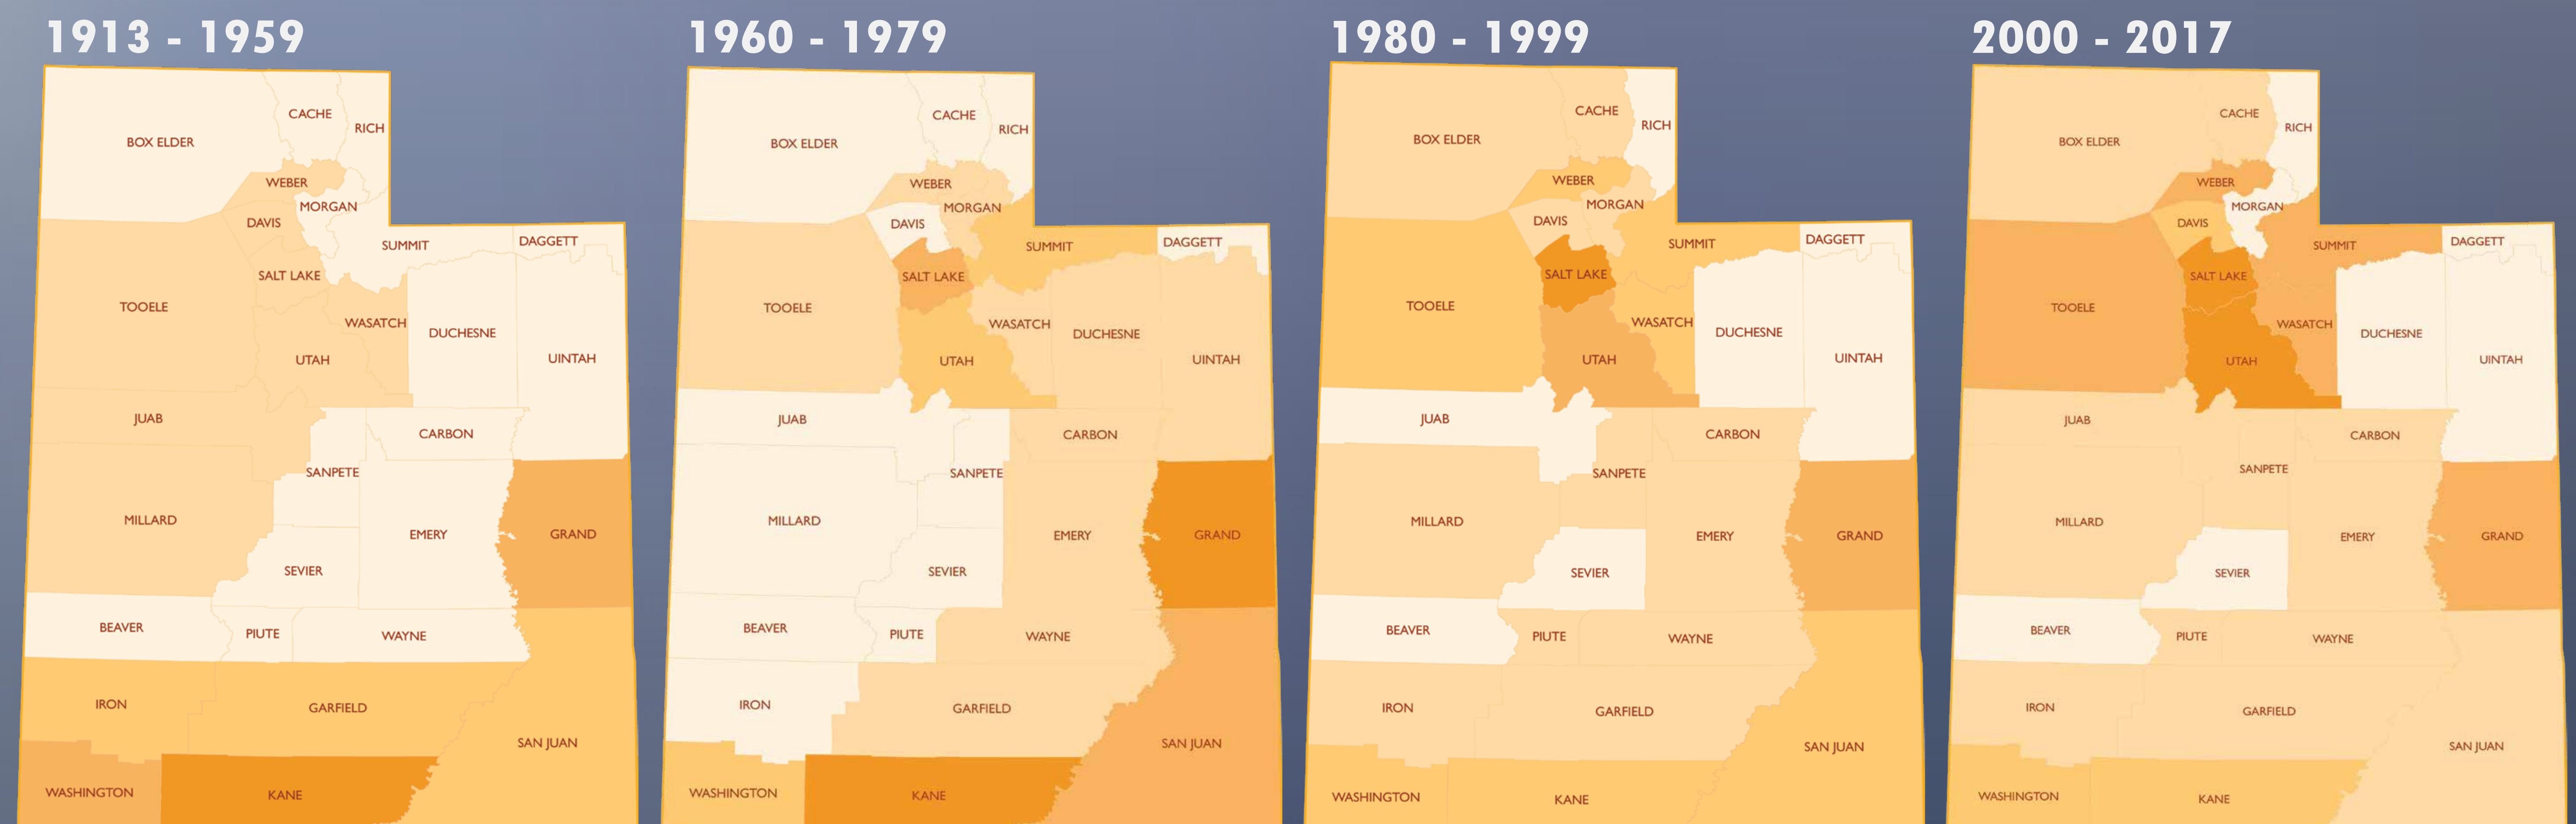 1913 - 1959
BOX ELDER
CACHE
RICH
WEBER
MORGAN
DAVIS
SUMMIT
DAGGETT
SALT LAKE
TOOELE
WASATCH
DUCHESNE
UINTAH
UTAH
JUAB
CARBON
SANPETE
MILLARD
EMERY
GRAND
SEVIER
BEAVER
PIUTE
WAYNE
IRON
GARFIELD
SAN JUAN
WASHINGTON
KANE
1960 - 1979
BOX ELDER
CACHE
RICH
WEBER
MORGAN
DAVIS
SUMMIT
DAGGETT
SALT LAKE
TOOELE
WASATCH
DUCHESNE
UINTAH
UTAH
JUAB
CARBON
SANPETE
MILLARD
EMERY
GRAND
SEVIER
BEAVER
PIUTE
WAYNE
IRON
GARFIELD
SAN JUAN
WASHINGTON
KANE
1980 - 1999
BOX ELDER
CACHE
RICH
WEBER
MORGAN
DAVIS
SUMMIT
DAGGETT
SALT LAKE
TOOELE
WASATCH
DUCHESNE
UINTAH
UTAH
JUAB
CARBON
SANPETE
MILLARD
EMERY
GRAND
SEVIER
BEAVER
PIUTE
WAYNE
IRON
GARFIELD
SAN JUAN
WASHINGTON
KANE
2000 - 2017
BOX ELDER
CACHE
RICH
WEBER
MORGAN
DAVIS
SUMMIT
DAGGETT
SALT LAKE
TOOELE
WASATCH
DUCHESNE
UINTAH
UTAH
JUAB
CARBON
SANPETE
MILLARD
EMERY
GRAND
SEVIER
BEAVER
PIUTE
WAYNE
IRON
GARFIELD
SAN JUAN
WASHINGTON
KANE